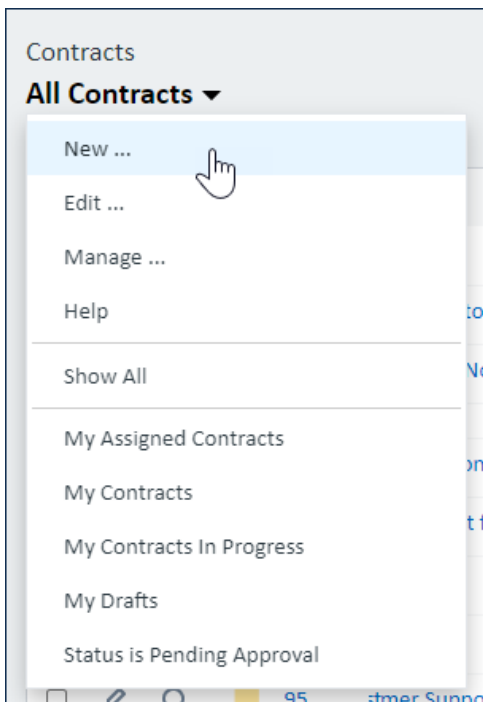 Contracts
All Contracts
New ...
Edit ...
Manage ...
Help
Show All
My Assigned Contracts
My Contracts
My Contracts In Progress
My Drafts
Status is Pending Approval
95